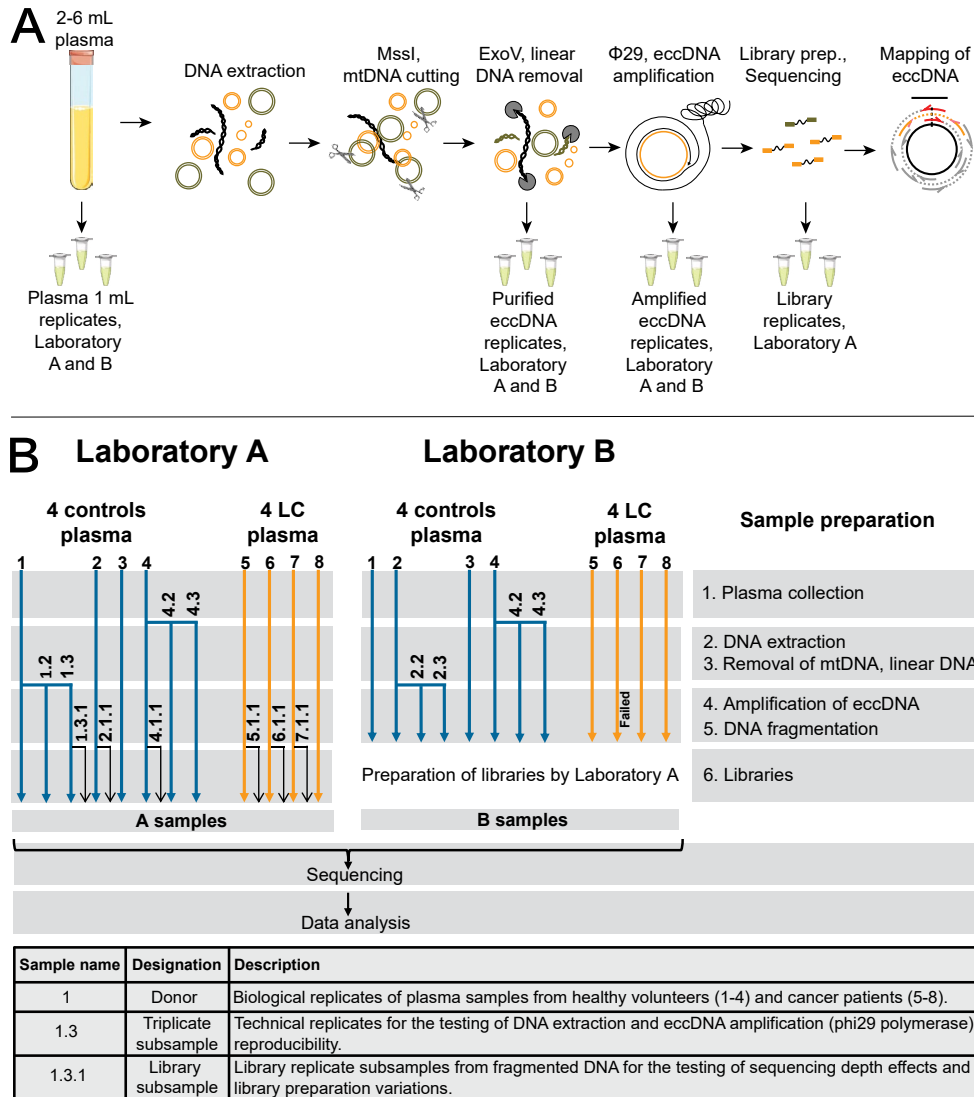 A
2-6 mL
plasma
DNA extraction
MssI,
mtDNA cutting
ExoV, linear
DNA removal
Φ29, eccDNA
amplification
Library prep.,
Sequencing
Mapping of
eccDNA
Plasma 1 mL
replicates,
Laboratory
A and B
Purified
eccDNA
replicates,
Laboratory
A and B
Amplified
eccDNA
replicates,
Laboratory
A and B
Library
replicates,
Laboratory A
B
Laboratory A
Laboratory B
4 controls
plasma
4 LC
plasma
4 controls
plasma
4 LC
plasma
Sample preparation
1 2 3 4 5 6 7 8
1 2 3 4 5 6 7 8
4.2 4.3
4.2 4.3
1. Plasma collection
1.2 1.3
2.2 2.3
2. DNA extraction
3. Removal of mtDNA, linear DNA
1.3.1 2.1.1 4.1.1 5.1.1 6.1.1 7.1.1
Failed
4. Amplification of eccDNA
5. DNA fragmentation
Preparation of libraries by Laboratory A
6. Libraries
A samples
B samples
Sequencing
Data analysis
Sample name Designation Description
1 Donor Biological replicates of plasma samples from healthy volunteers (1-4) and cancer patients (5-8).
1.3 Triplicate subsample Technical replicates for the testing of DNA extraction and eccDNA amplification (phi29 polymerase)
reproducibility.
1.3.1 Library subsample Library replicate subsamples from fragmented DNA for the testing of sequencing depth effects and
library preparation variations.